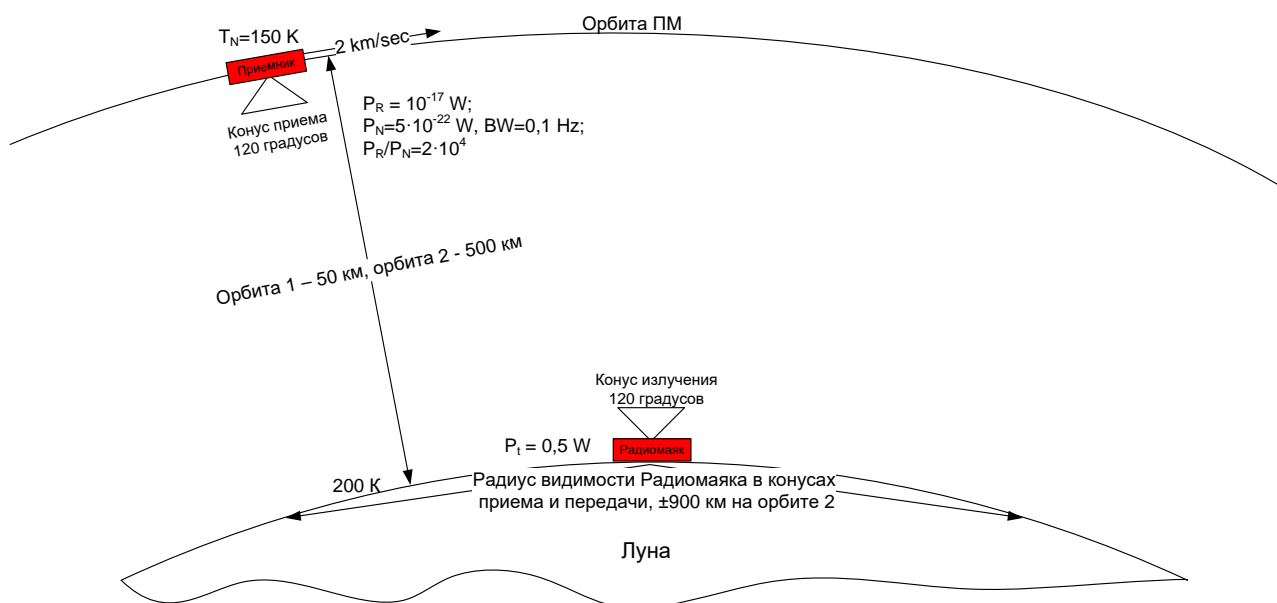 Орбита ПМ
T_N=150 K
2 km/sec
Приемник
Конус приема
120 градусов
P_R = 10^-17 W;
P_N=5·10^-22 W, BW=0,1 Hz;
P_R/P_N=2·10^4
Орбита 1 – 50 км, орбита 2 - 500 км
Конус излучения
120 градусов
P_t = 0,5 W
Радиомаяк
200 К
Радиус видимости Радиомаяка в конусах
приема и передачи, ±900 км на орбите 2
Луна